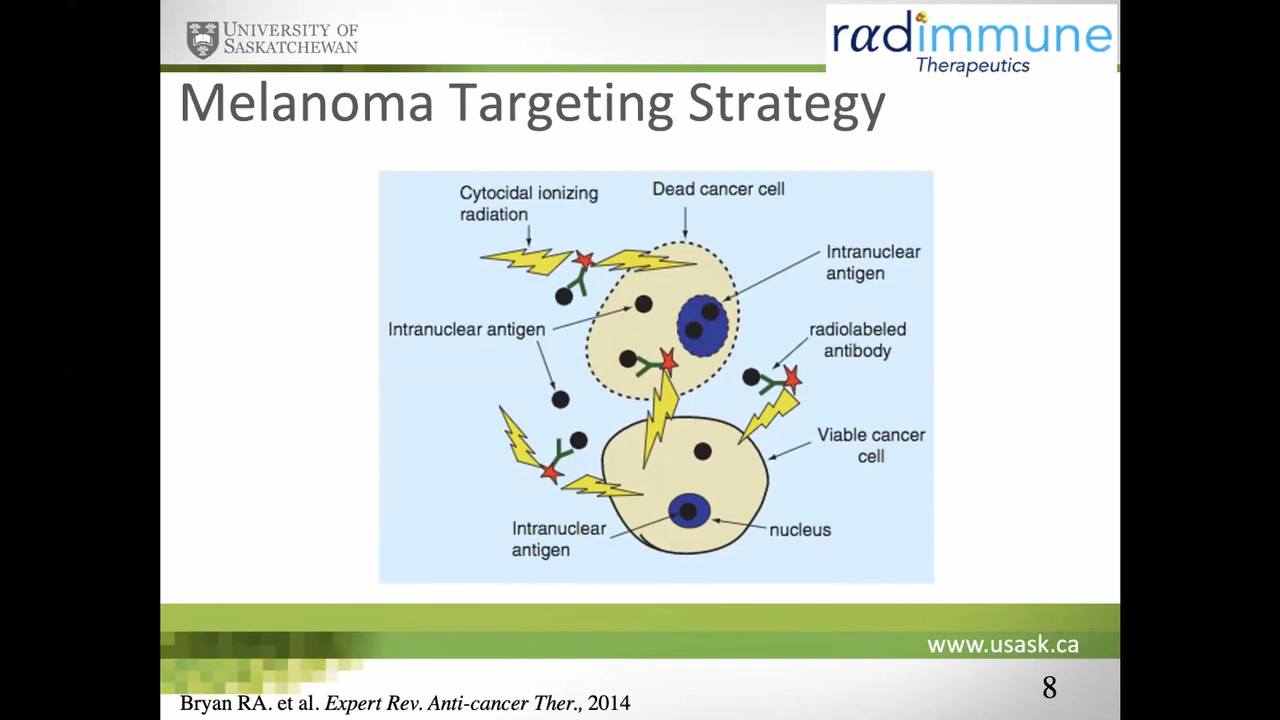 UNIVERSITY OF
SASKATCHEWAN
radimmune
Therapeutics
Melanoma Targeting Strategy
Cytocidal ionizing
radiation
Dead cancer cell
Intranuclear
antigen
Intranuclear antigen
radiolabeled
antibody
Viable cancer
cell
Intranuclear
antigen
nucleus
www.usask.ca
8
Bryan RA. et al. Expert Rev. Anti-cancer Ther., 2014